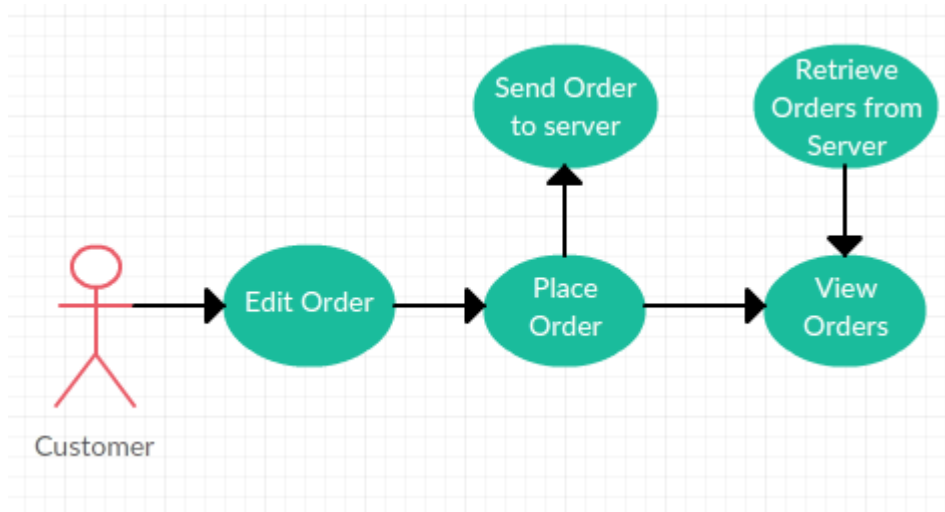 Send Order
to server
Retrieve
Orders from
Server
Edit Order
Place
Order
View
Orders
Customer